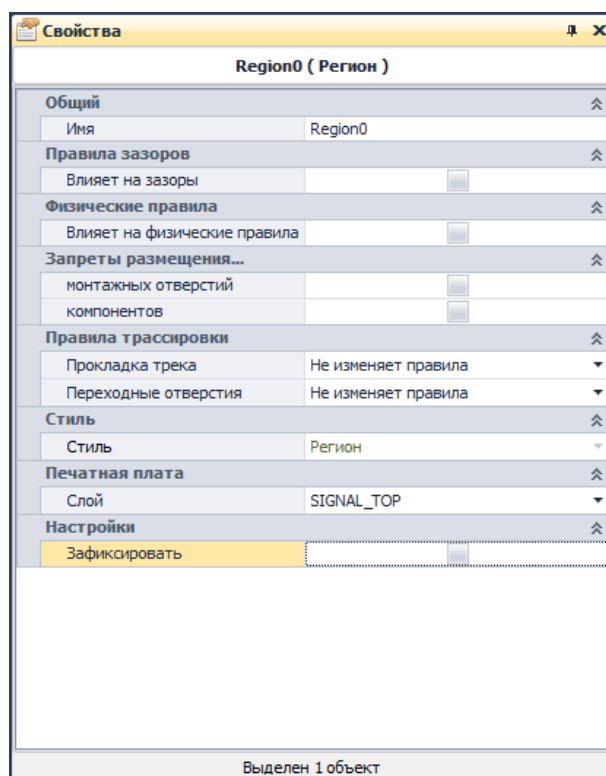 Свойства
Region0 ( Регион )
Общий
Имя Region0
Правила зазоров
Влияет на зазоры
Физические правила
Влияет на физические правила
Запреты размещения...
монтажных отверстий
компонентов
Правила трассировки
Прокладка трека Не изменяет правила
Переходные отверстия Не изменяет правила
Стиль
Стиль Регион
Печатная плата
Слой SIGNAL_TOP
Настройки
Зафиксировать
Выделен 1 объект